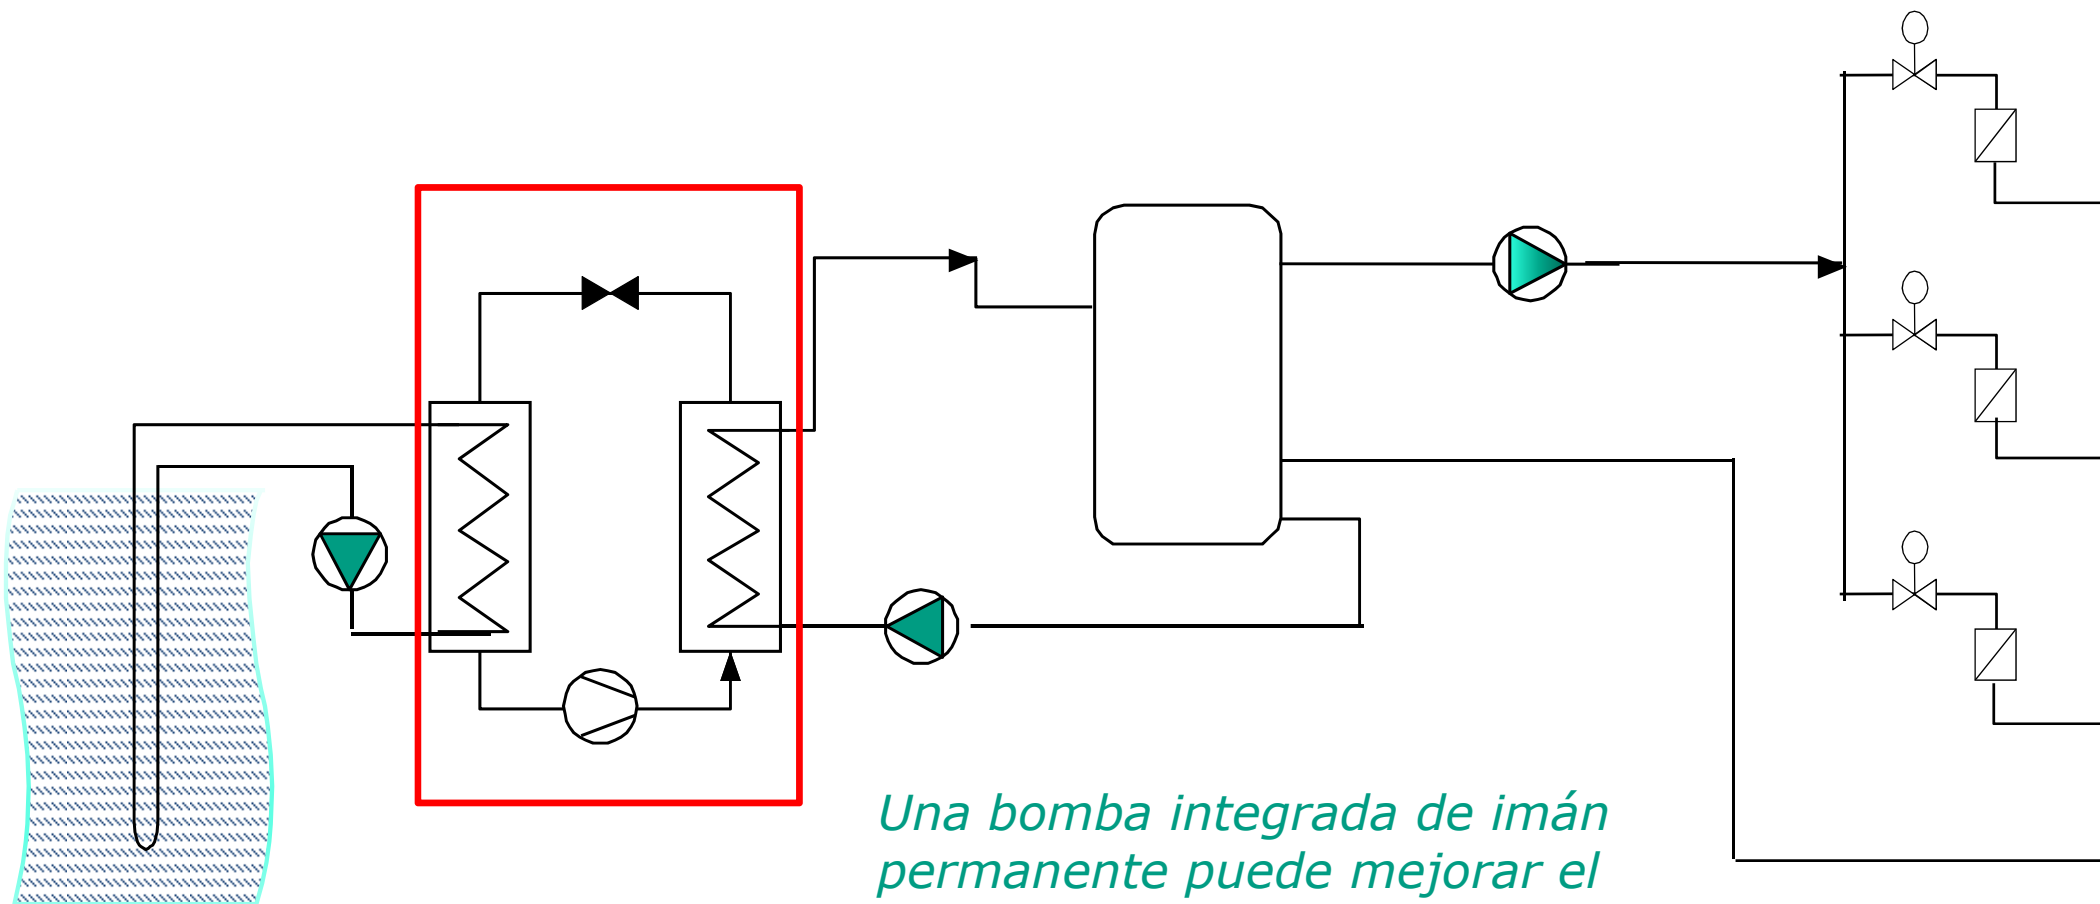 Una bomba integrada de imán
permanente puede mejorar el